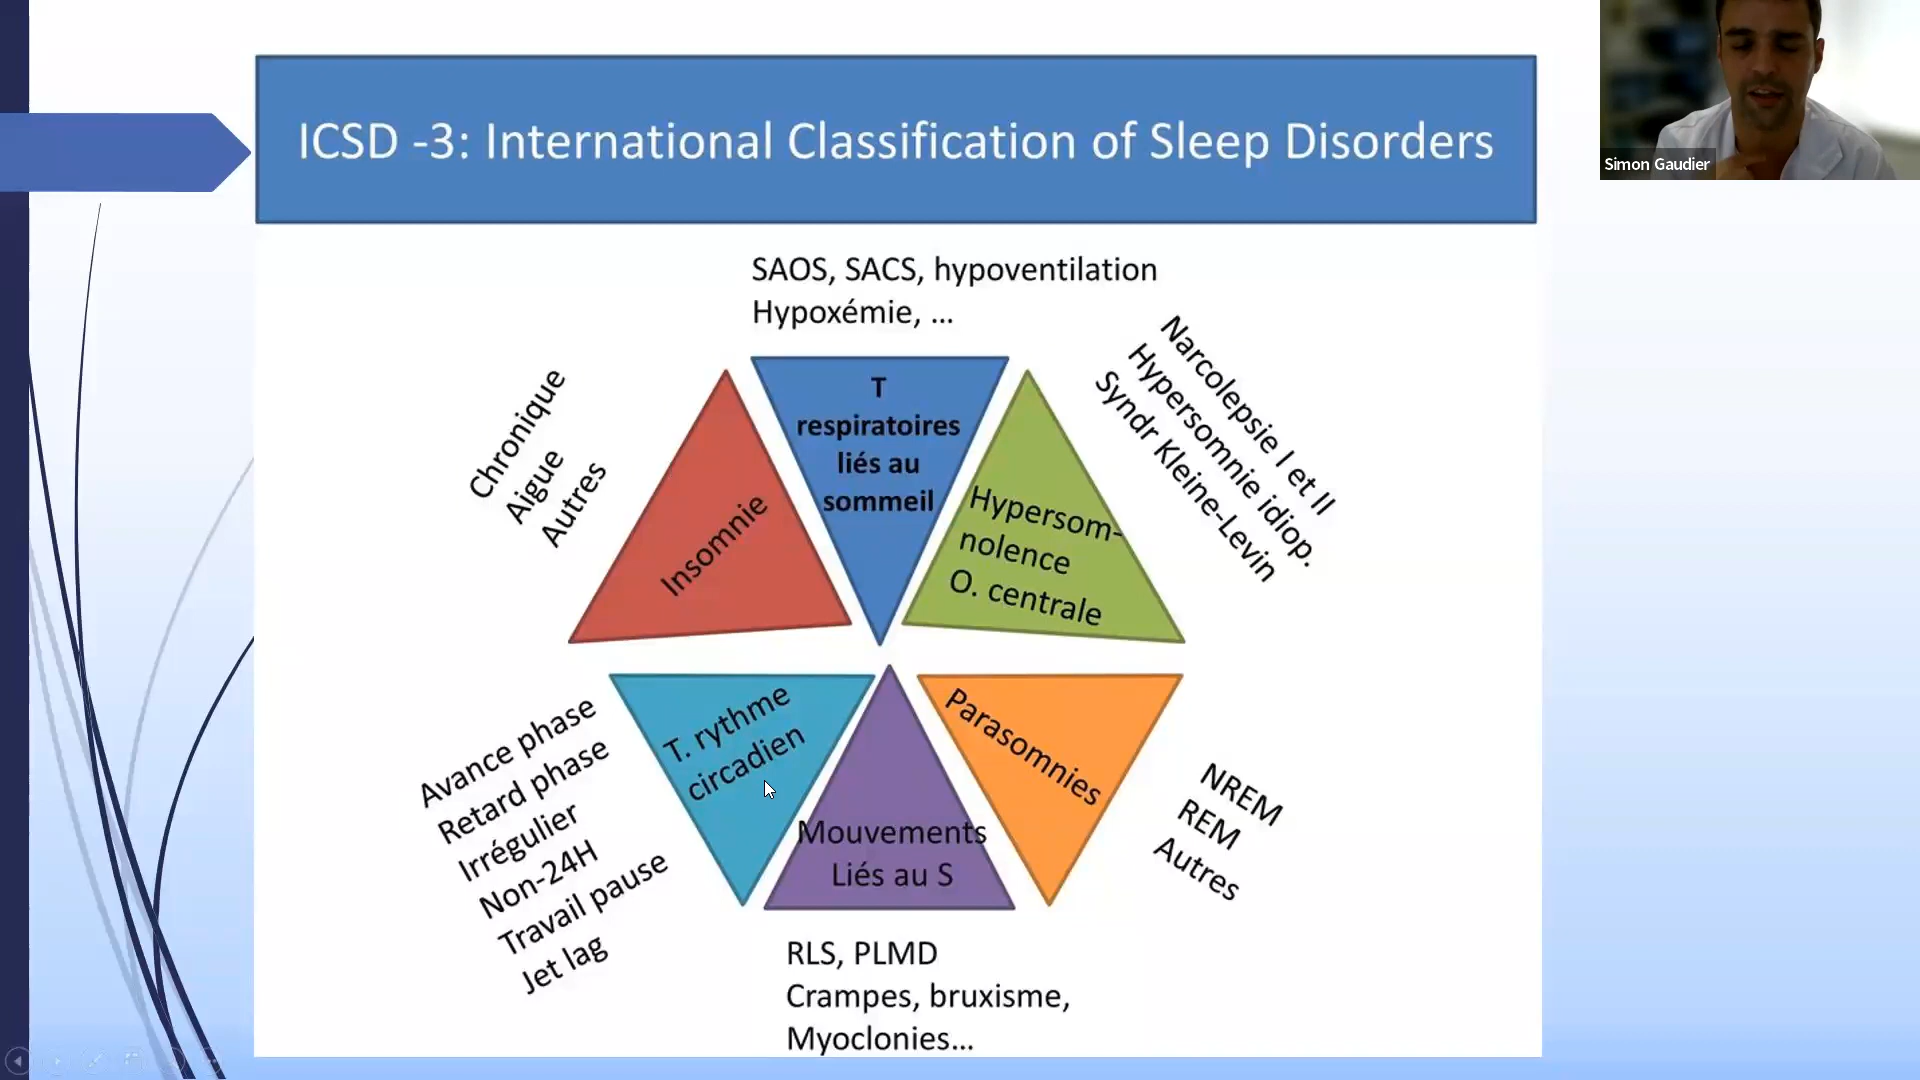 ICSD -3: International Classification of Sleep Disorders
Simon Gaudier
SAOS, SACS, hypoventilation
Hypoxémie, ...
Chronique
Aigue
Autres
Insomnie
T
respiratoires
liés au
sommeil
Hypersom-
nolence
O. centrale
Narcolepsie I et II
Hypersomnie idiop.
Syndr Kleine-Levin
Avance phase
Retard phase
Irrégulier
Non-24H
Travail pause
Jet lag
T. rythme
circadien
Mouvements
Liés au S
Parasomnies
NREM
REM
Autres
RLS, PLMD
Crampes, bruxisme,
Myoclonies...